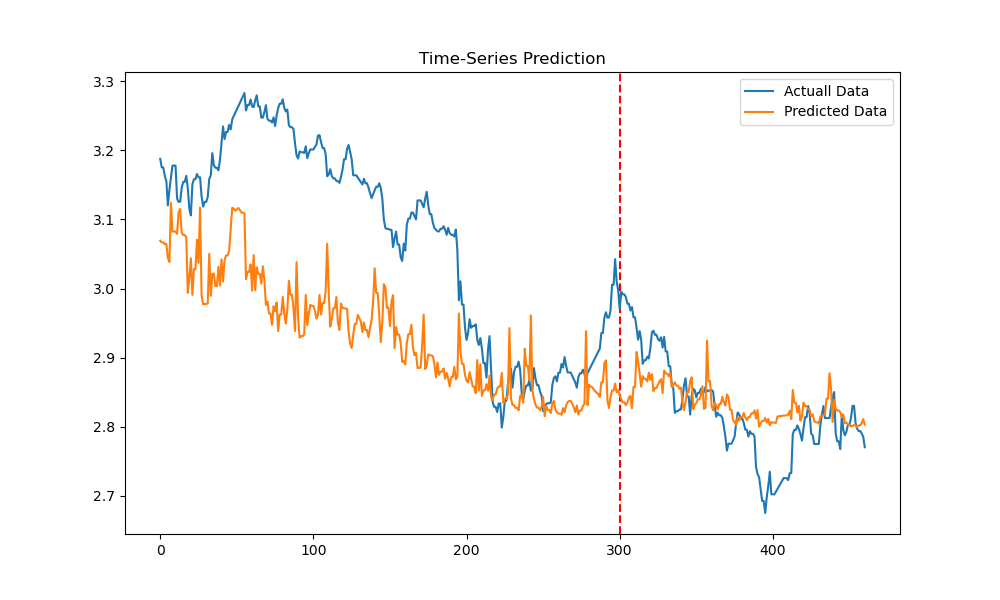 Time-Series Prediction
Actuall Data
Predicted Data
3.3
3.2
3.1
3.0
2.9
2.8
2.7
0 100 200 300 400